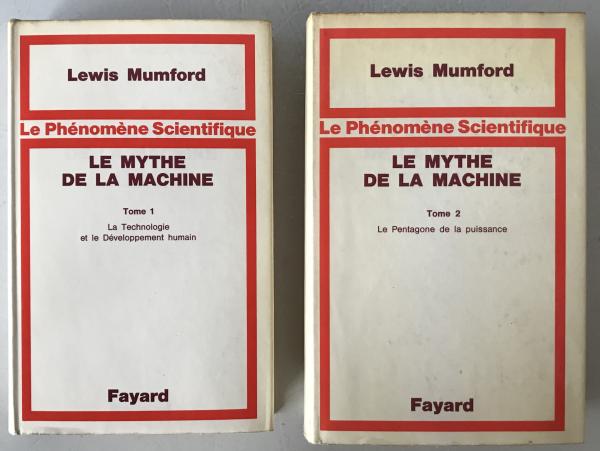 Lewis Mumford
Le Phénomène Scientifique
LE MYTHE
DE LA MACHINE
Tome 1
La Technologie
et le Développement humain
Fayard
Lewis Mumford
Le Phénomène Scientifique
LE MYTHE
DE LA MACHINE
Tome 2
Le Pentagone de la puissance
Fayard